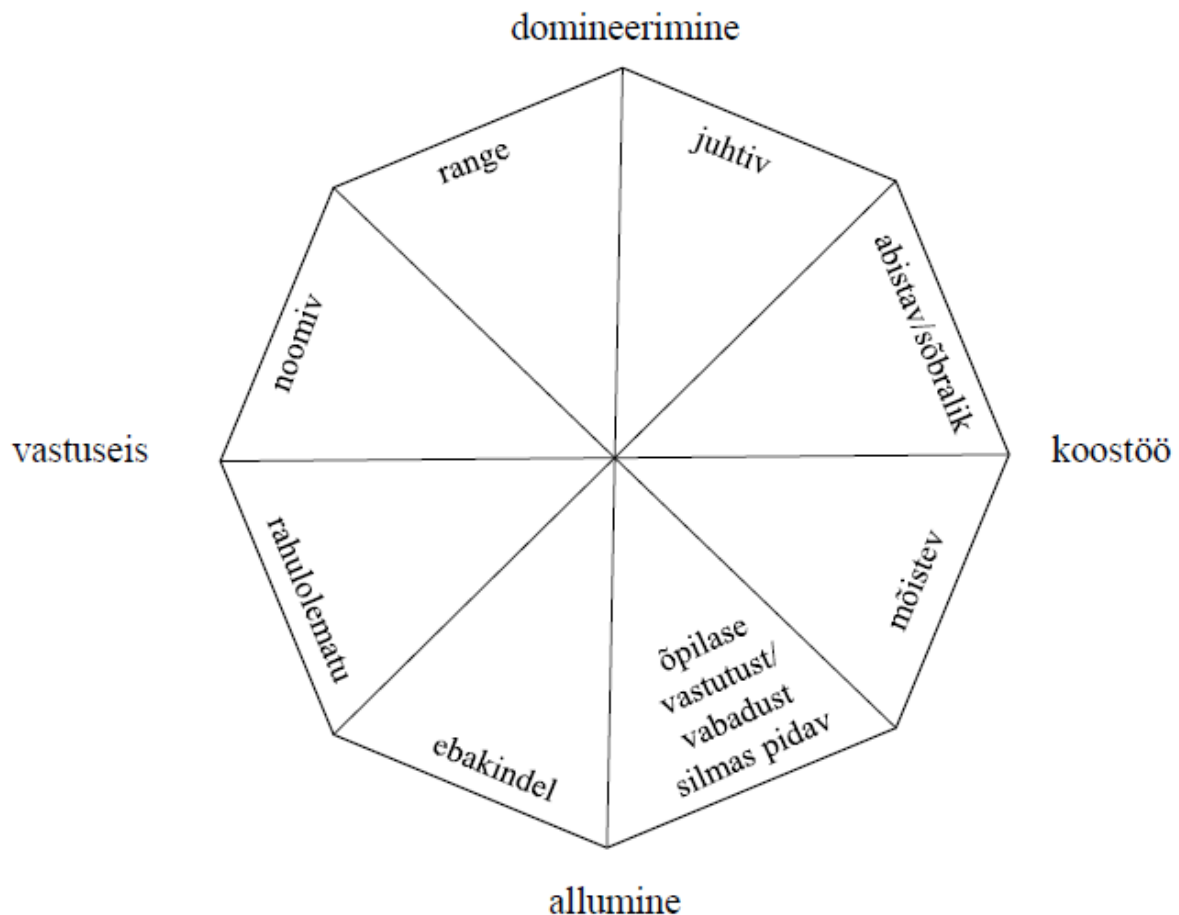 domineerimine
range
juhtiv
noomiv
abistav/sõbralik
vastuseis
koostöö
rahulolematu
mõistev
õpilase
vastutust/
vabadust
silmas pidav
ebakindel
allumine